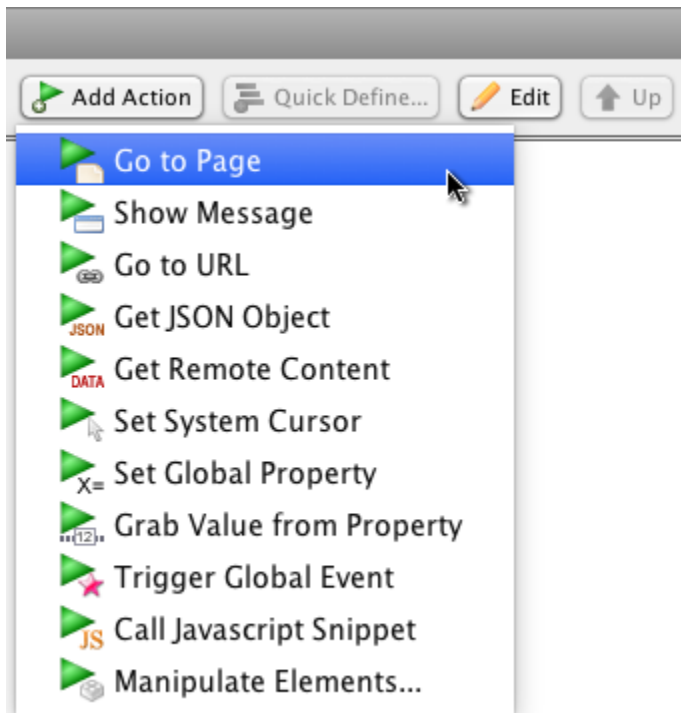 Add Action Quick Define... Edit Up
Go to Page
Show Message
Go to URL
JSON Get JSON Object
DATA Get Remote Content
Set System Cursor
X= Set Global Property
12 Grab Value from Property
Trigger Global Event
JS Call Javascript Snippet
Manipulate Elements...